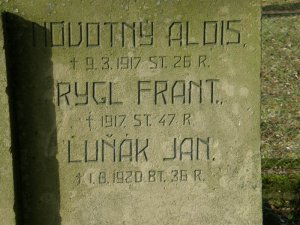 NOVOTNÝ ALOIS,
† 9.3.1917 ST. 26 R.
RYGL FRANT.,
† 1917 ST. 47 R.
LUŇÁK JAN.
† 1.8.1920 ST. 36 R.